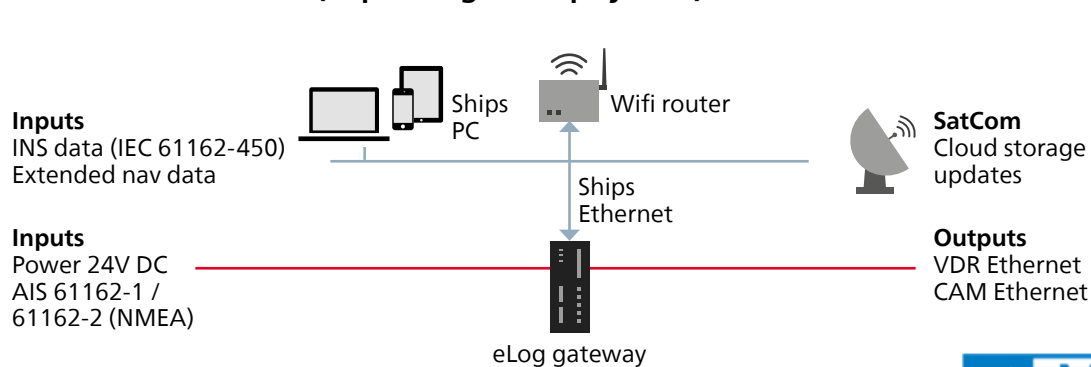 Inputs
INS data (IEC 61162-450)
Extended nav data
Ships
PC
Wifi router
SatCom
Cloud storage
updates
Ships
Ethernet
Inputs
Power 24V DC
AIS 61162-1 /
61162-2 (NMEA)
Outputs
VDR Ethernet
CAM Ethernet
eLog gateway